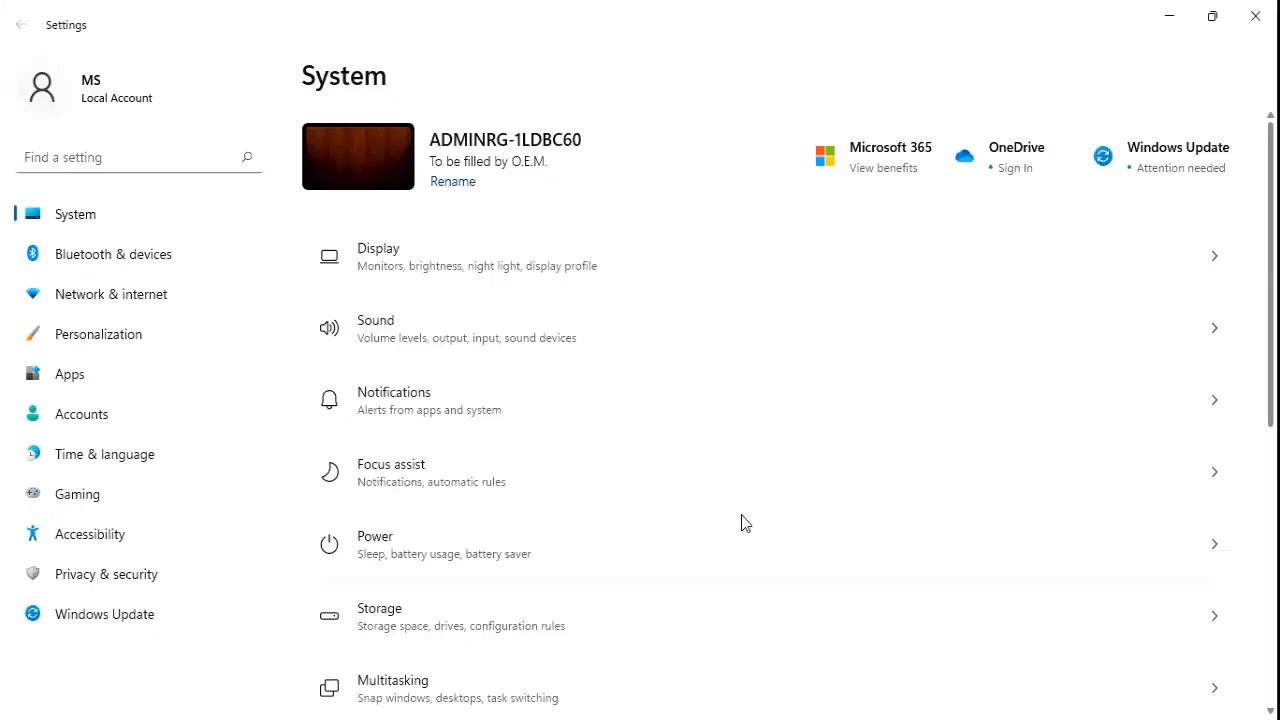 Settings
MS
Local Account
Find a setting
System
Bluetooth & devices
Network & internet
Personalization
Apps
Accounts
Time & language
Gaming
Accessibility
Privacy & security
Windows Update
System
ADMINRG-1LDBC60
To be filled by O.E.M.
Rename
Microsoft 365
View benefits
OneDrive
• Sign In
Windows Update
• Attention needed
Display
Monitors, brightness, night light, display profile
Sound
Volume levels, output, input, sound devices
Notifications
Alerts from apps and system
Focus assist
Notifications, automatic rules
Power
Sleep, battery usage, battery saver
Storage
Storage space, drives, configuration rules
Multitasking
Snap windows, desktops, task switching